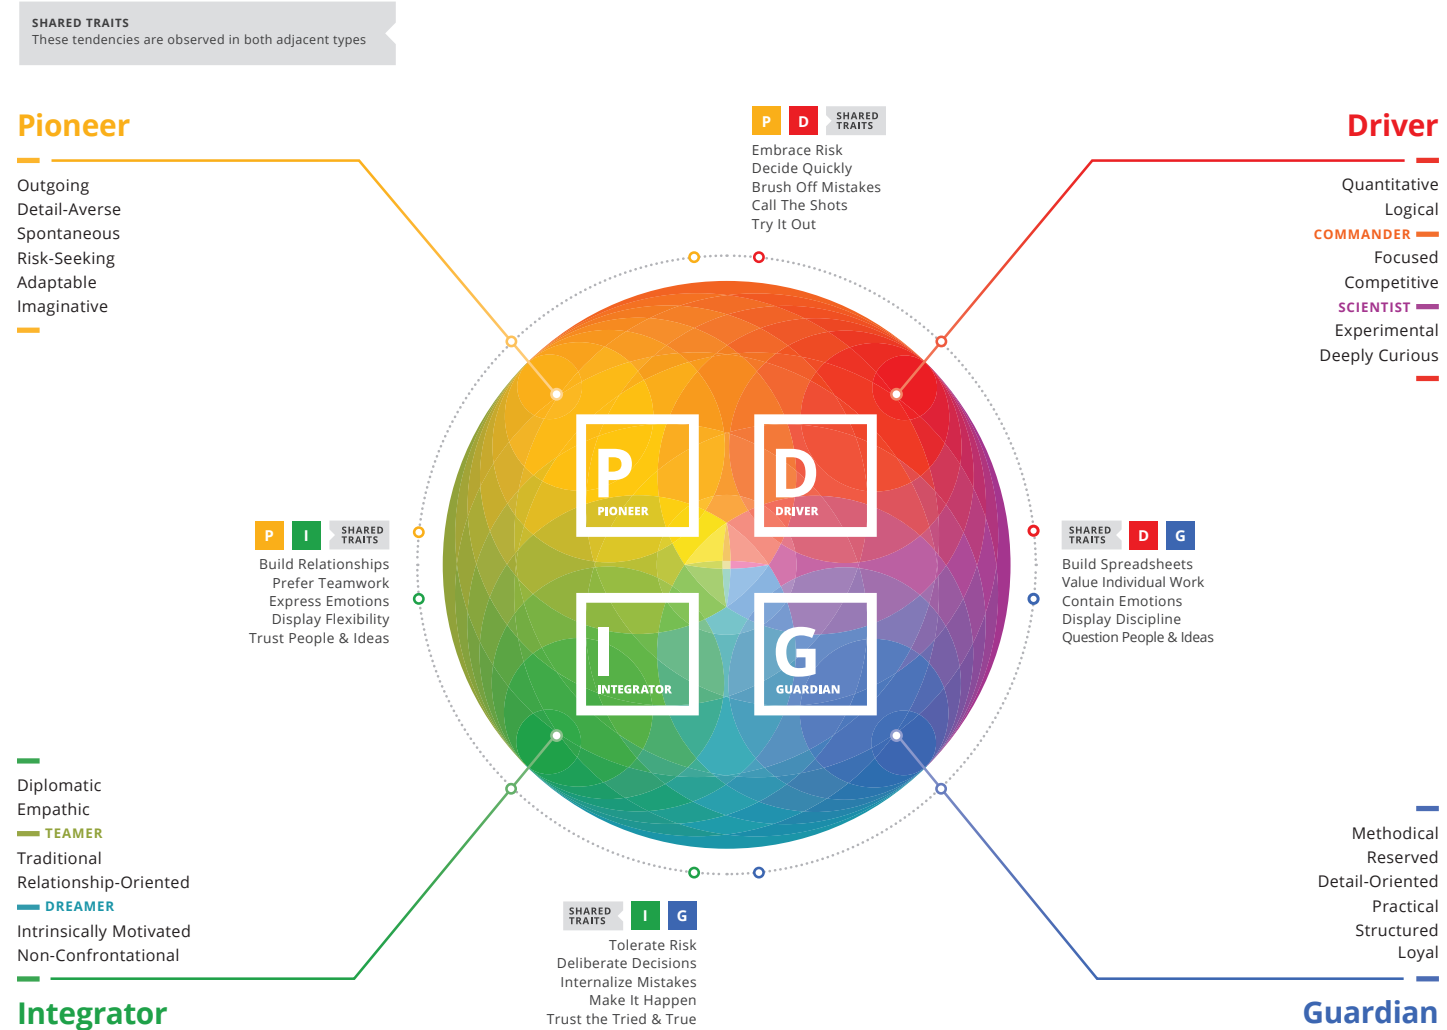 SHARED TRAITS
These tendencies are observed in both adjacent types
Pioneer
Outgoing
Detail-Averse
Spontaneous
Risk-Seeking
Adaptable
Imaginative
P D SHARED TRAITS
Embrace Risk
Decide Quickly
Brush Off Mistakes
Call The Shots
Try It Out
Driver
Quantitative
Logical
COMMANDER
Focused
Competitive
SCIENTIST
Experimental
Deeply Curious
P
PIONEER
D
DRIVER
P I SHARED TRAITS
Build Relationships
Prefer Teamwork
Express Emotions
Display Flexibility
Trust People & Ideas
SHARED TRAITS D G
Build Spreadsheets
Value Individual Work
Contain Emotions
Display Discipline
Question People & Ideas
I
INTEGRATOR
G
GUARDIAN
Diplomatic
Empathic
TEAMER
Traditional
Relationship-Oriented
DREAMER
Intrinsically Motivated
Non-Confrontational
Integrator
SHARED TRAITS I G
Tolerate Risk
Deliberate Decisions
Internalize Mistakes
Make It Happen
Trust the Tried & True
Methodical
Reserved
Detail-Oriented
Practical
Structured
Loyal
Guardian